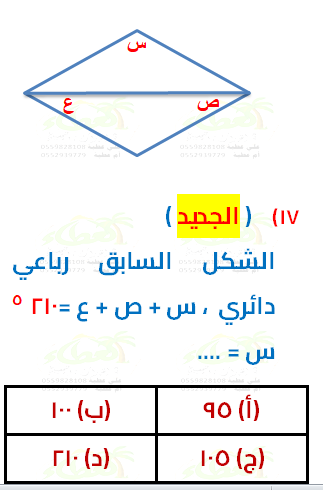 س
ع ص
١٧) ( الجديد )
الشكل السابق رباعي
دائري ، س + ص + ع = ٢١٠ °
س = ....
(أ) ٩٥ (ب) ١٠٠
(ج) ١٠٥ (د) ٢١٠